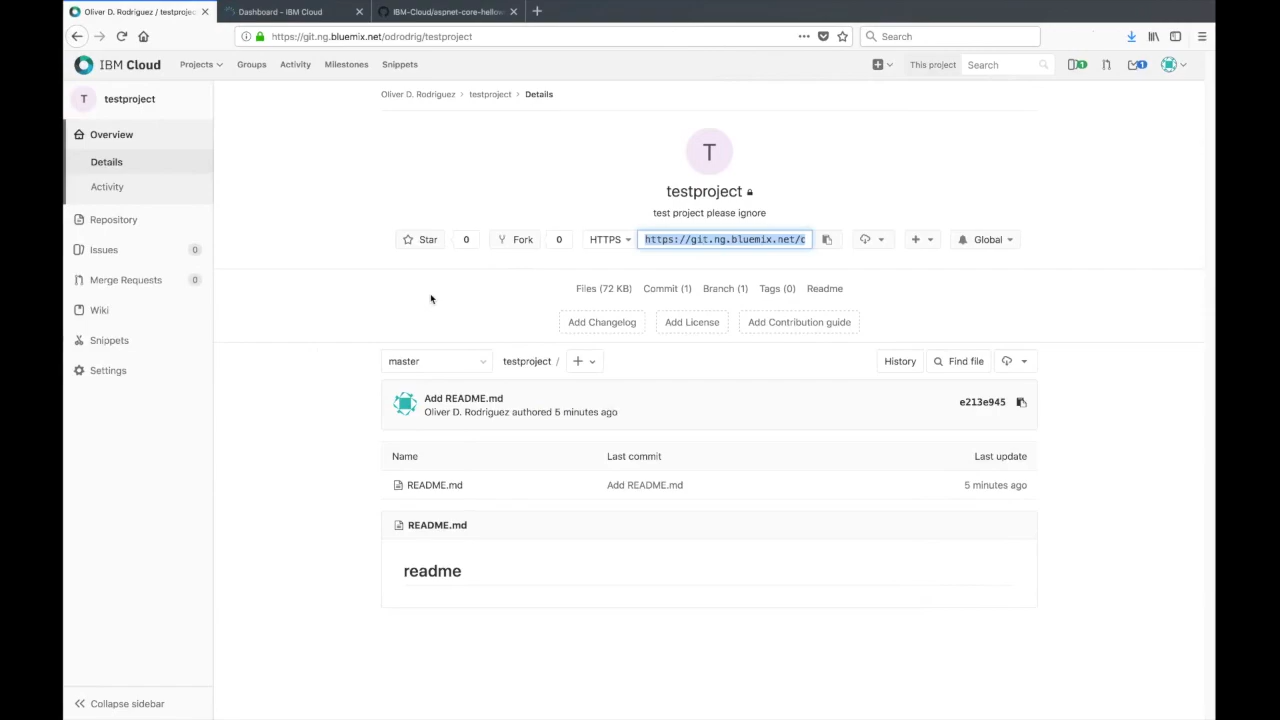 Oliver D. Rodriguez / testprojec
Dashboard - IBM Cloud
IBM-Cloud/aspnet-core-hellow
https://git.ng.bluemix.net/odrodrig/testproject
Search
IBM Cloud
Projects
Groups
Activity
Milestones
Snippets
This project
Search
1
1
T
testproject
Overview
Details
Activity
Repository
Issues
0
Merge Requests
0
Wiki
Snippets
Settings
Collapse sidebar
Oliver D. Rodriguez > testproject > Details
T
testproject
test project please ignore
Star
0
Fork
0
HTTPS
https://git.ng.bluemix.net/o
Global
Files (72 KB)
Commit (1)
Branch (1)
Tags (0)
Readme
Add Changelog
Add License
Add Contribution guide
master
testproject /
History
Find file
Add README.md
Oliver D. Rodriguez authored 5 minutes ago
e213e945
Name
Last commit
Last update
README.md
Add README.md
5 minutes ago
README.md
readme